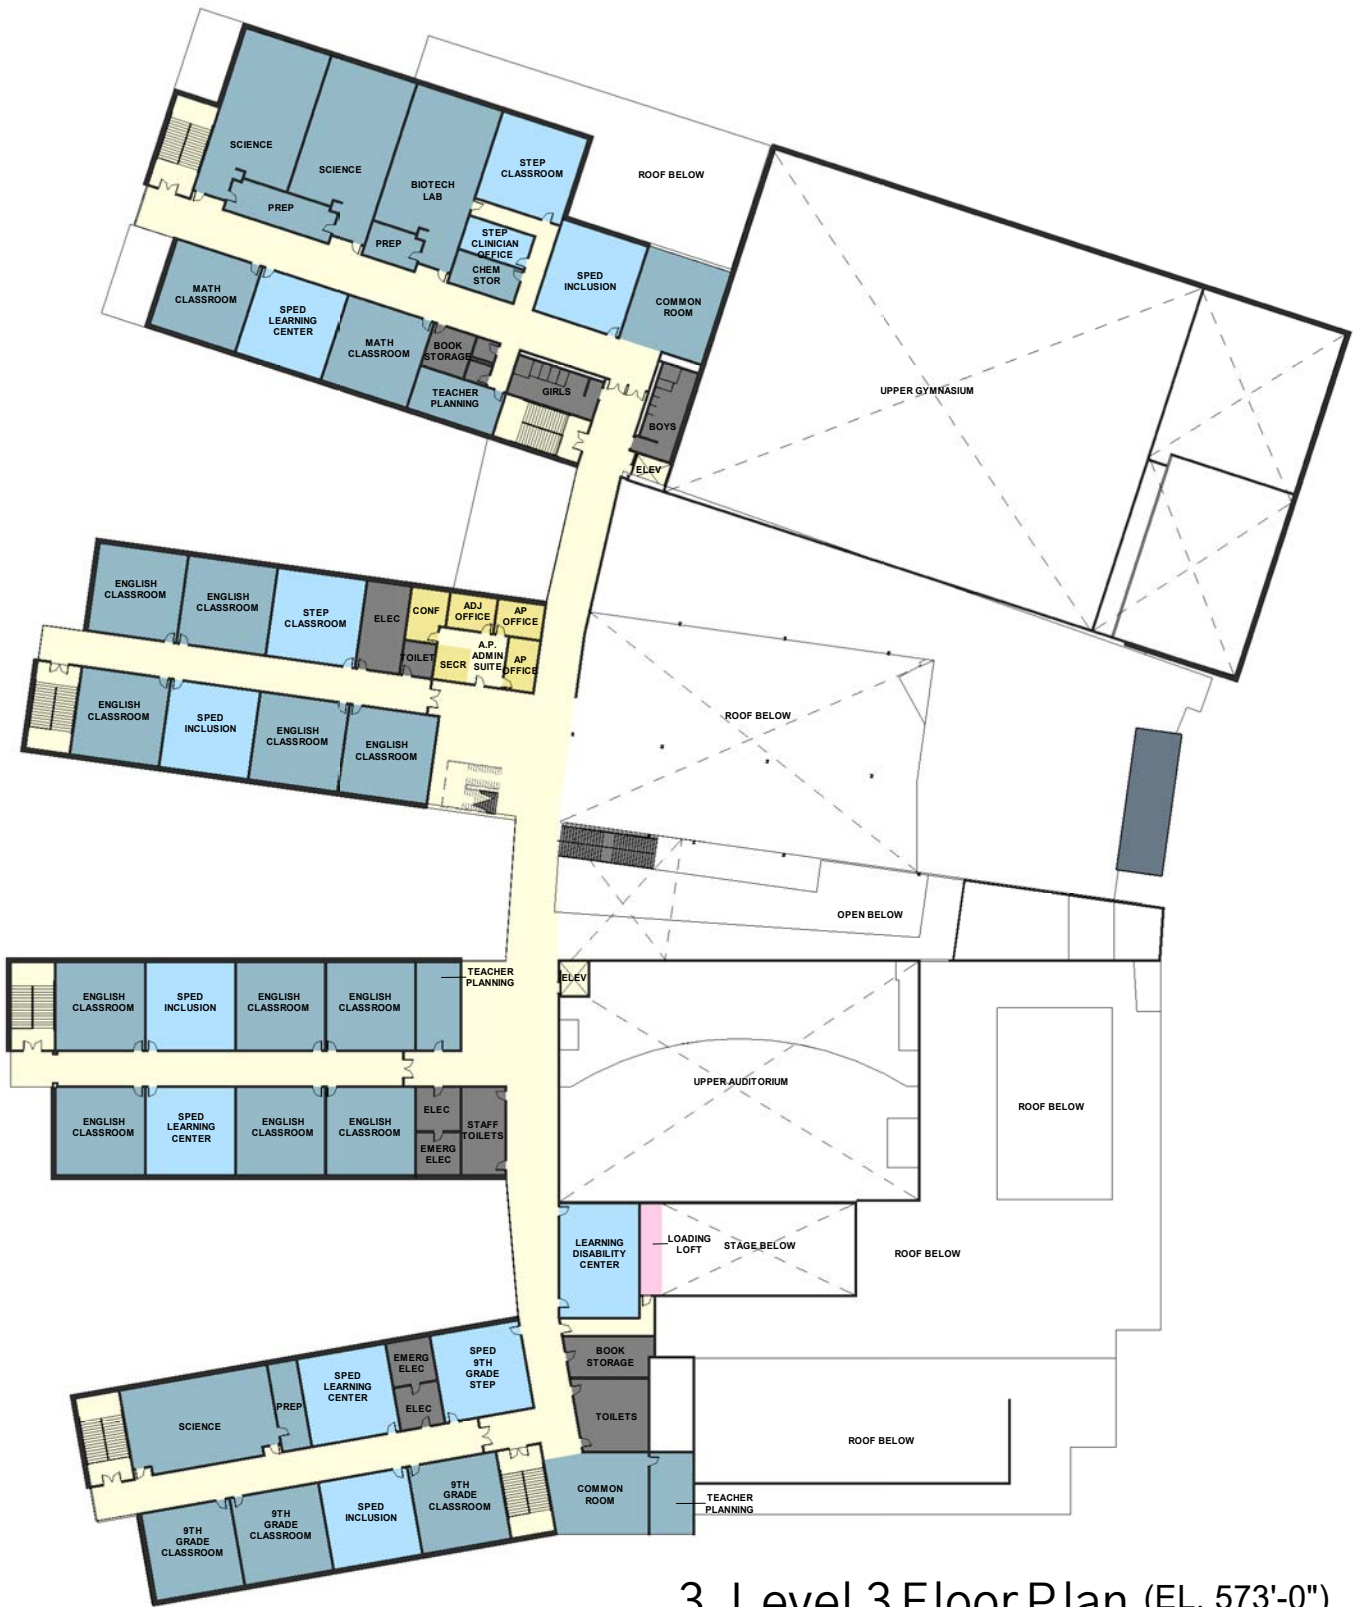 STEP
CLASSROOM
SCIENCE
SCIENCE
ROOF BELOW
BIOTECH
LAB
PREP
PREP
STEP
CLINICIAN
OFFICE
CHEM
STOR
SPED
INCLUSION
COMMON
ROOM
MATH
CLASSROOM
SPED
LEARNING
CENTER
MATH
CLASSROOM
BOOK
STORAGE
TEACHER
PLANNING
GIRLS
BOYS
ELEV
UPPER GYMNASIUM
ENGLISH
CLASSROOM
ENGLISH
CLASSROOM
STEP
CLASSROOM
ELEC
CONF
ADJ
OFFICE
AP
OFFICE
TOILET
SECR
A.P.
ADMIN
SUITE
AP
OFFICE
ENGLISH
CLASSROOM
SPED
INCLUSION
ENGLISH
CLASSROOM
ENGLISH
CLASSROOM
ROOF BELOW
OPEN BELOW
ENGLISH
CLASSROOM
SPED
INCLUSION
ENGLISH
CLASSROOM
ENGLISH
CLASSROOM
TEACHER
PLANNING
ELEV
UPPER AUDITORIUM
ROOF BELOW
ENGLISH
CLASSROOM
SPED
LEARNING
CENTER
ENGLISH
CLASSROOM
ENGLISH
CLASSROOM
ELEC
EMERG
ELEC
STAFF
TOILETS
LEARNING
DISABILITY
CENTER
LOADING
LOFT
STAGE BELOW
ROOF BELOW
SCIENCE
PREP
SPED
LEARNING
CENTER
EMERG
ELEC
ELEC
SPED
9TH
GRADE
STEP
BOOK
STORAGE
TOILETS
ROOF BELOW
9TH
GRADE
CLASSROOM
9TH
GRADE
CLASSROOM
SPED
INCLUSION
9TH
GRADE
CLASSROOM
COMMON
ROOM
TEACHER
PLANNING
3 Level 3 Floor Plan (EL. 573'-0")